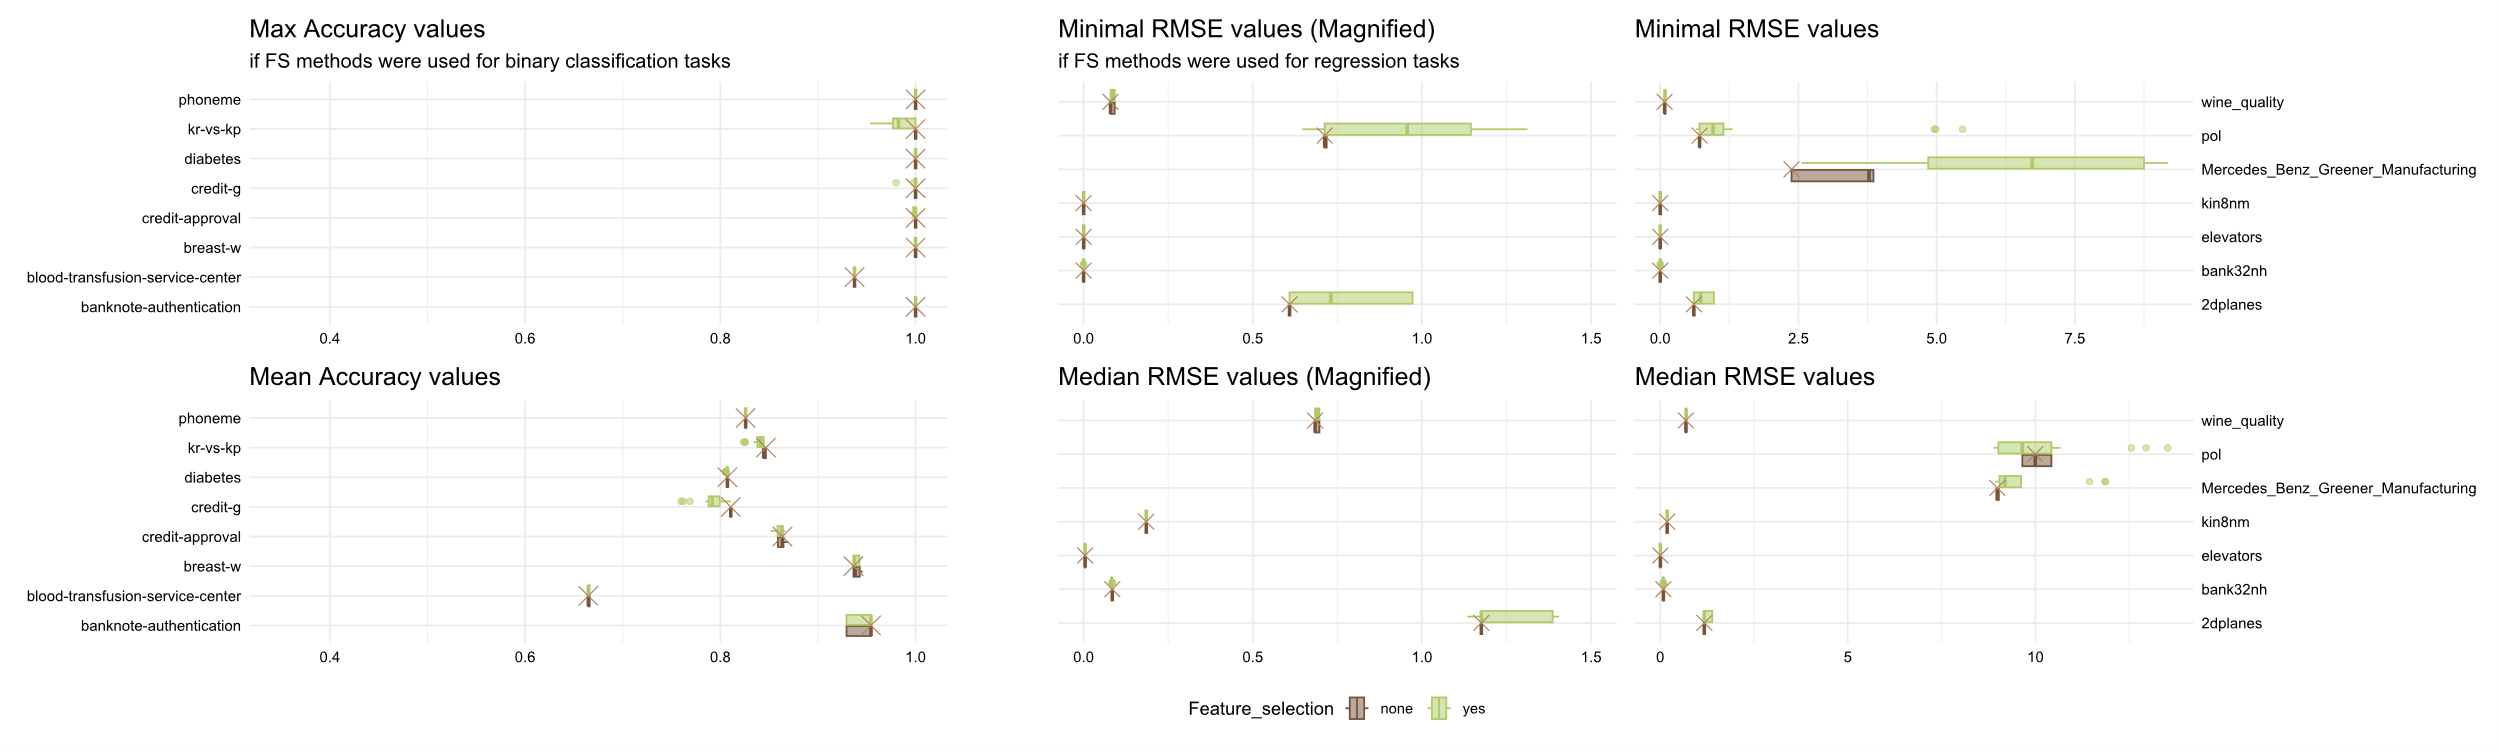 Max Accuracy values
if FS methods were used for binary classification tasks
phoneme
kr-vs-kp
diabetes
credit-g
credit-approval
breast-w
blood-transfusion-service-center
banknote-authentication
0.4 0.6 0.8 1.0
Minimal RMSE values (Magnified)
if FS methods were used for regression tasks
0.0 0.5 1.0 1.5
Minimal RMSE values
wine_quality
pol
Mercedes_Benz_Greener_Manufacturing
kin8nm
elevators
bank32nh
2dplanes
0.0 2.5 5.0 7.5
Mean Accuracy values
phoneme
kr-vs-kp
diabetes
credit-g
credit-approval
breast-w
blood-transfusion-service-center
banknote-authentication
0.4 0.6 0.8 1.0
Median RMSE values (Magnified)
0.0 0.5 1.0 1.5
Median RMSE values
wine_quality
pol
Mercedes_Benz_Greener_Manufacturing
kin8nm
elevators
bank32nh
2dplanes
0 5 10
Feature_selection none yes